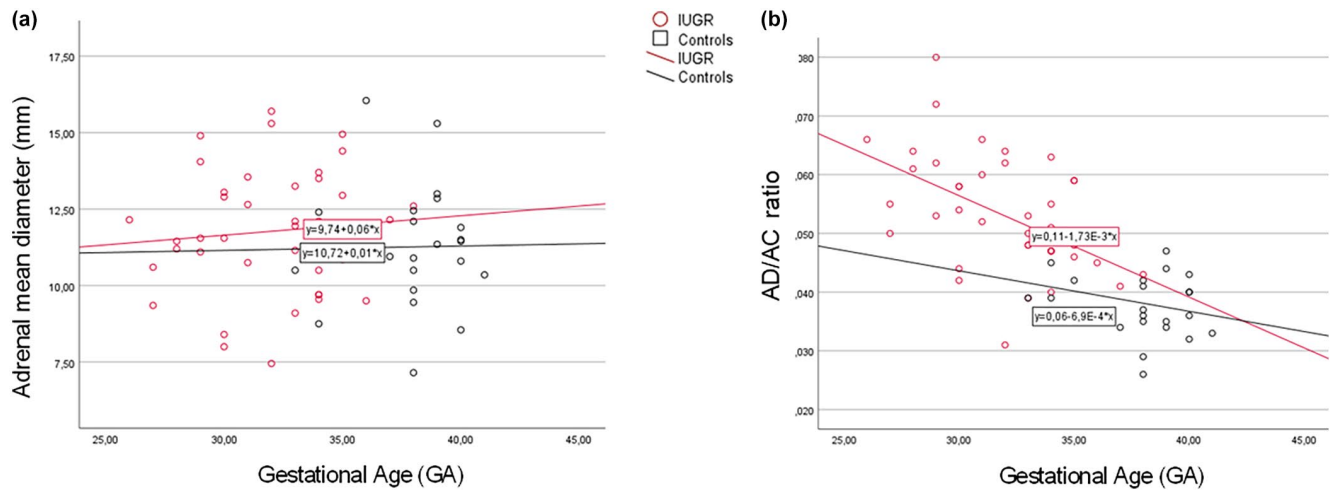 (a)
Adrenal mean diameter (mm)
17,50
15,00
12,50
10,00
7,50
y=9,74+0,06*x
y=10,72+0,01*x
25,00 30,00 35,00 40,00 45,00
Gestational Age (GA)
IUGR
Controls
IUGR
Controls
(b)
AD/AC ratio
,080
,070
,060
,050
,040
,030
,020
y=0,11-1,73E-3*x
y=0,06-6,9E-4*x
25,00 30,00 35,00 40,00 45,00
Gestational Age (GA)